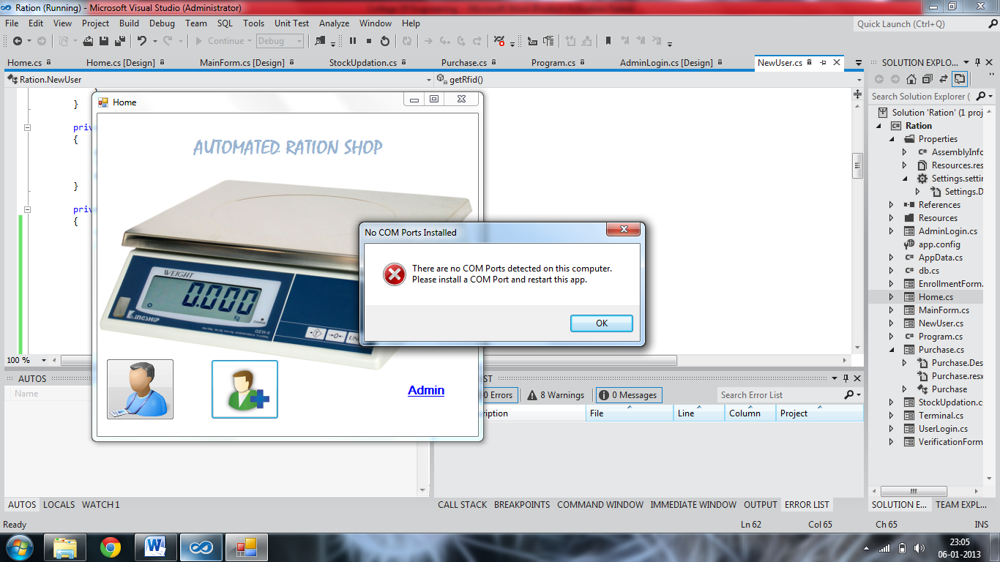 Ration (Running) - Microsoft Visual Studio (Administrator)
Quick Launch (Ctrl+Q)
File Edit View Project Build Debug Team SQL Tools Unit Test Analyze Window Help
Continue Debug
Home.cs Home.cs [Design] MainForm.cs [Design] StockUpdation.cs Purchase.cs Program.cs AdminLogin.cs [Design] NewUser.cs
Ration.NewUser getRfid()
}
priv
{
}
priv
{
100 %
Home
AUTOMATED RATION SHOP
WEIGHT
0.000
Kg
KINGSHIP
GEW-6
Admin
No COM Ports Installed
There are no COM Ports detected on this computer.
Please install a COM Port and restart this app.
OK
SOLUTION EXPLO...
Search Solution Explorer (
Solution 'Ration' (1 proj
Ration
Properties
AssemblyInfo
Resources.res
Settings.settin
Settings.D
References
Resources
AdminLogin.cs
app.config
AppData.cs
db.cs
EnrollmentForm.
Home.cs
MainForm.cs
NewUser.cs
Program.cs
Purchase.cs
Purchase.Des
Purchase.resx
Purchase
StockUpdation.c
Terminal.cs
UserLogin.cs
VerificationForm
AUTOS
Name
0 Errors 8 Warnings 0 Messages Search Error List
ription File Line Column Project
AUTOS LOCALS WATCH 1
CALL STACK BREAKPOINTS COMMAND WINDOW IMMEDIATE WINDOW OUTPUT ERROR LIST
SOLUTION E... TEAM EXPL...
Ready Ln 62 Col 65 Ch 65 INS
23:05
06-01-2013